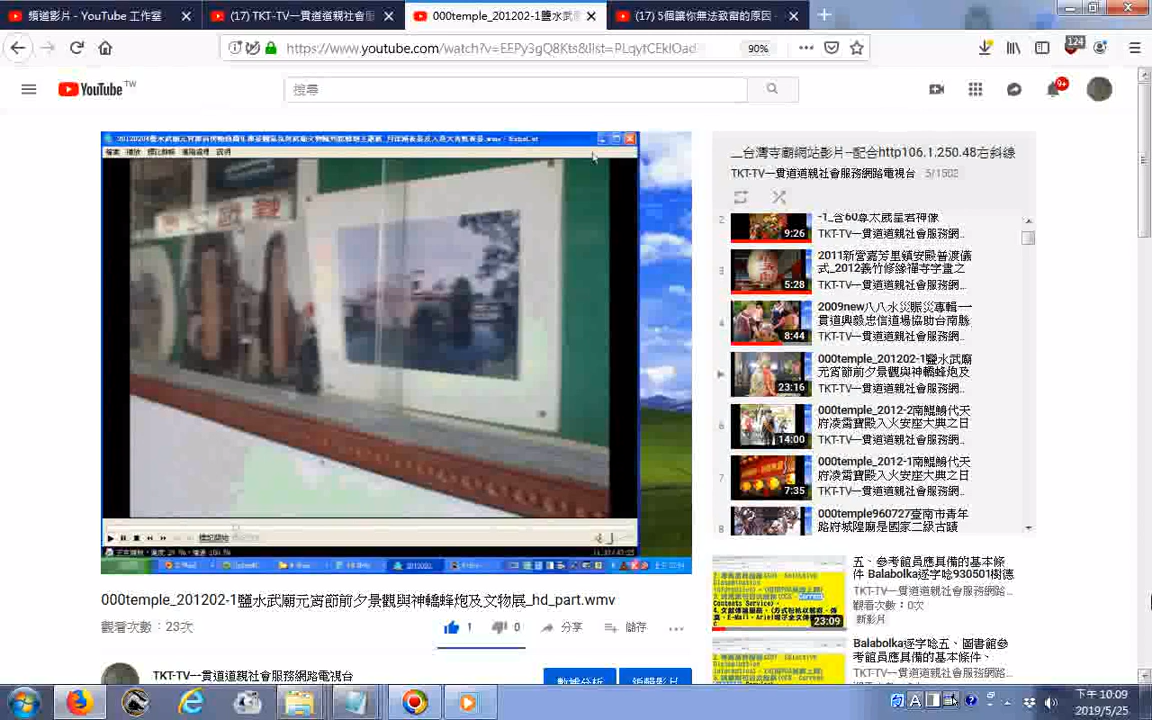 頻道影片 - YouTube 工作室
(17) TKT-TV一貫道道親社會
000temple_201202-1鹽水武
(17) 5個讓你無法致富的原因 -
https://www.youtube.com/watch?v=EEPy3gQ8Kts&list=PLqytCEkIOad
90%
124
YouTube TW
搜尋
9+
二台灣寺廟網站影片--配合http106.1.250.48右斜線
TKT-TV一貫道道親社會服務網路電視台 5/1502
2
-1_含60尊太歲星君神像
TKT-TV一貫道道親社會服務網..
9:26
3
2011新營嘉芳里鎮安殿普渡儀
式_2012義竹修緣禪寺字畫之
TKT-TV一貫道道親社會服務網..
5:28
4
2009new八八水災賑災專輯一
貫道興毅忠信道場協助台南縣
TKT-TV一貫道道親社會服務網..
8:44
000temple_201202-1鹽水武廟
元宵節前夕景觀與神轎蜂炮及
TKT-TV一貫道道親社會服務網..
23:16
6
000temple_2012-2南鯤鯓代天
府凌霄寶殿入火安座大典之日
TKT-TV一貫道道親社會服務網..
14:00
7
000temple_2012-1南鯤鯓代天
府凌霄寶殿入火安座大典之日
TKT-TV一貫道道親社會服務網..
7:35
8
000temple960727臺南市青年
路府城隍廟是國家二級古蹟
000temple_201202-1鹽水武廟元宵節前夕景觀與神轎蜂炮及文物展_hd_part.wmv
觀看次數：23次
1
0
分享
儲存
TKT-TV一貫道道親社會服務網路電視台
數據分析
編輯影片
五、參考館員應具備的基本條
件 Balabolka逐字唸930501樹德
TKT-TV一貫道道親社會服務網路...
觀看次數：0次
新影片
23:09
Balabolka逐字唸五、圖書館參
考館員應具備的基本條件、
TKT-TV一貫道道親社會服務網路...
下午 10:09
2019/5/25